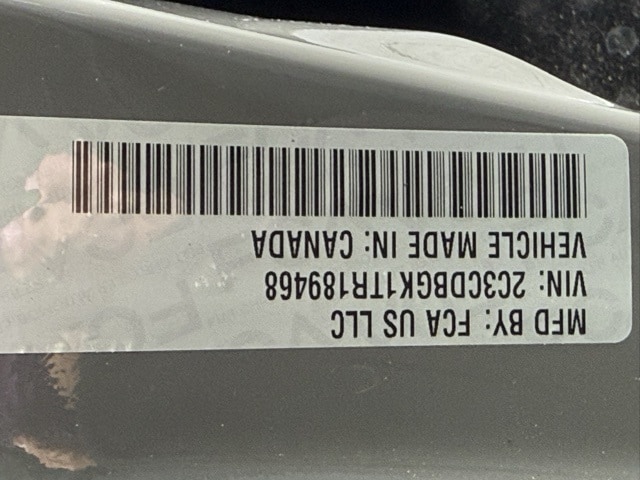 MFD BY: FCA US LLC
VIN: 2C3CDBGK1TR189468
VEHICLE MADE IN: CANADA